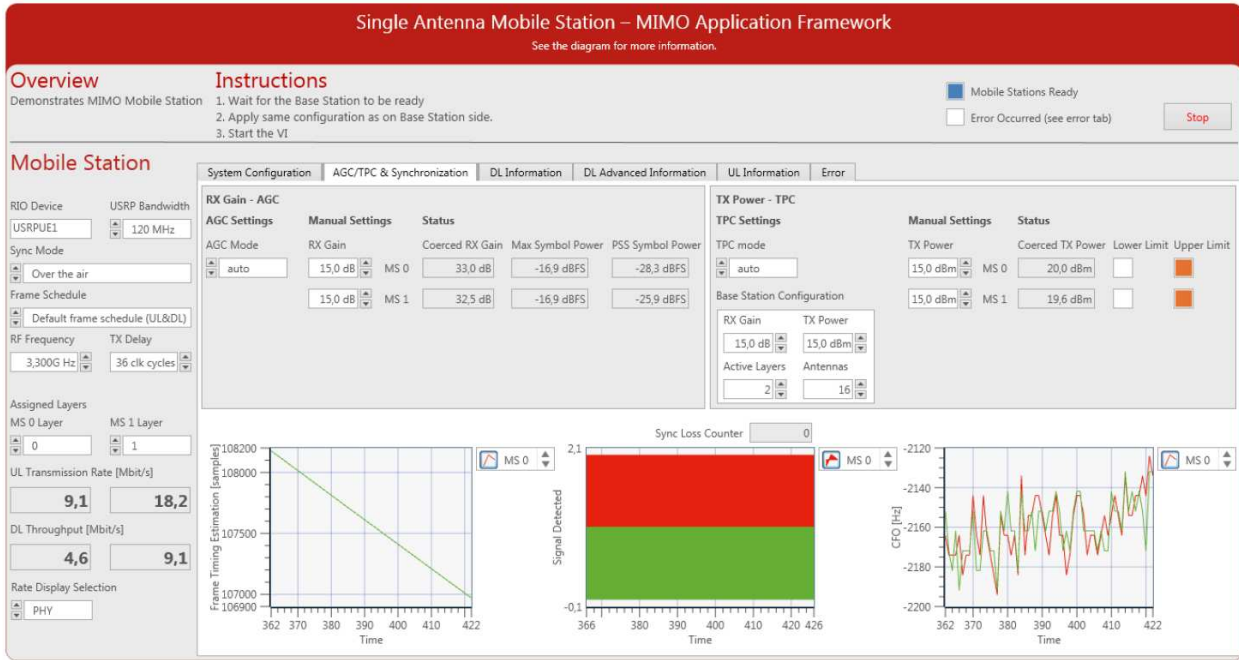 Single Antenna Mobile Station – MIMO Application Framework
See the diagram for more information.
Overview
Demonstrates MIMO Mobile Station
Instructions
1. Wait for the Base Station to be ready
2. Apply same configuration as on Base Station side.
3. Start the VI
Mobile Stations Ready
Error Occurred (see error tab)
Stop
Mobile Station
RIO Device USRP Bandwidth
USRPUE1 120 MHz
Sync Mode
Over the air
Frame Schedule
Default frame schedule (UL&DL)
RF Frequency TX Delay
3,300G Hz 36 clk cycles
Assigned Layers
MS 0 Layer MS 1 Layer
0 1
UL Transmission Rate [Mbit/s]
9,1 18,2
DL Throughput [Mbit/s]
4,6 9,1
Rate Display Selection
PHY
System Configuration AGC/TPC & Synchronization DL Information DL Advanced Information UL Information Error
RX Gain - AGC
AGC Settings Manual Settings Status
AGC Mode RX Gain Coerced RX Gain Max Symbol Power PSS Symbol Power
auto 15,0 dB MS 0 33,0 dB -16,9 dBFS -28,3 dBFS
15,0 dB MS 1 32,5 dB -16,9 dBFS -25,9 dBFS
TX Power - TPC
TPC Settings Manual Settings Status
TPC mode TX Power Coerced TX Power Lower Limit Upper Limit
auto 15,0 dBm MS 0 20,0 dBm
Base Station Configuration 15,0 dBm MS 1 19,6 dBm
RX Gain TX Power
15,0 dB 15,0 dBm
Active Layers Antennas
2 16
Sync Loss Counter 0
Frame Timing Estimation [samples]
108200
108000
107500
107000
106900
362 370 380 390 400 410 422
Time
MS 0
Signal Detected
2,1
-0,1
366 380 390 400 410 420 426
Time
MS 0
CFO [Hz]
-2120
-2140
-2160
-2180
-2200
362 370 380 390 400 410 422
Time
MS 0